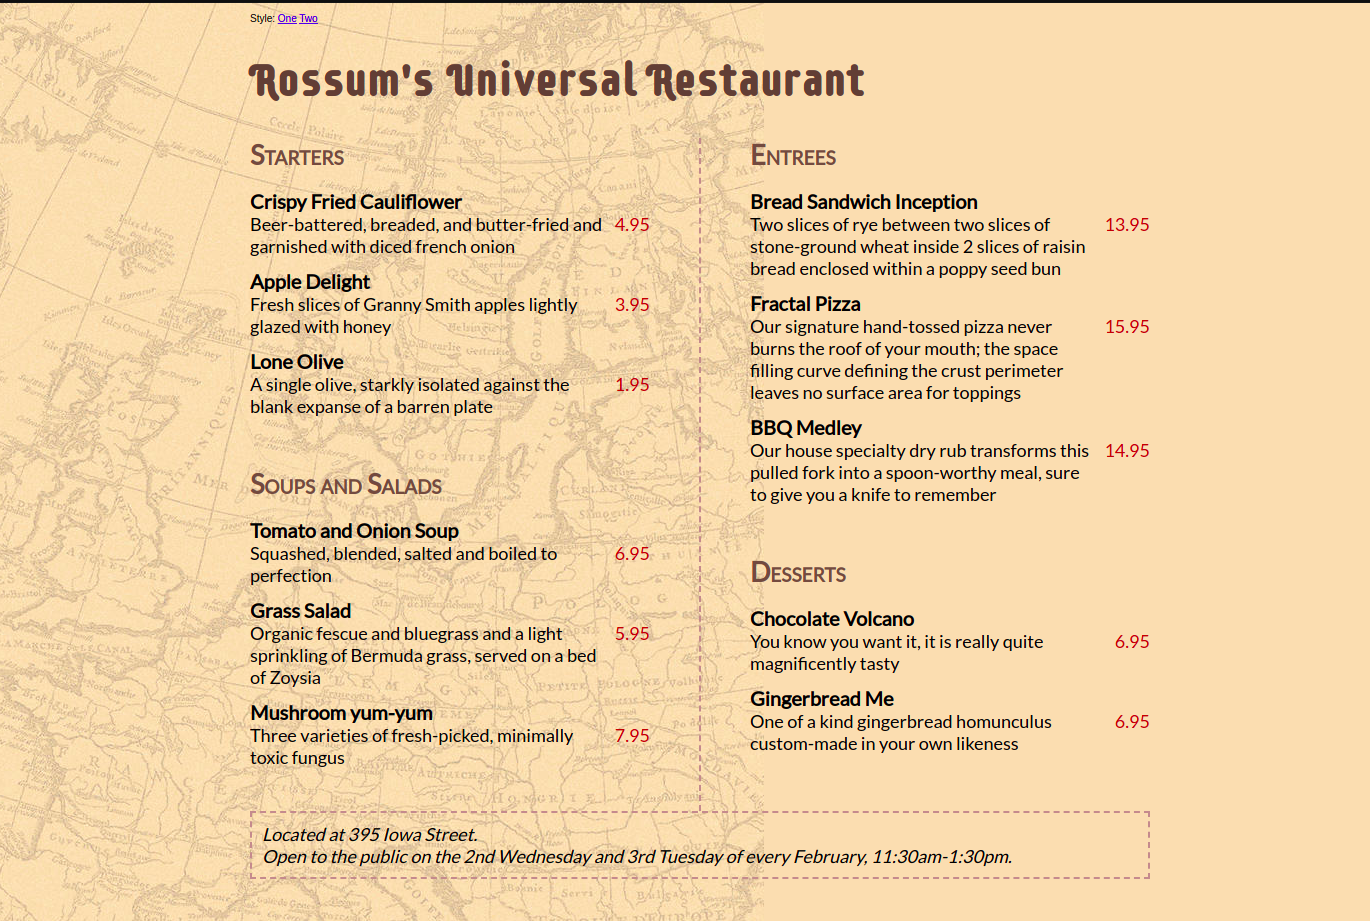 Style: One Two
Rossum's Universal Restaurant
Starters
Crispy Fried Cauliflower
Beer-battered, breaded, and butter-fried and 4.95
garnished with diced french onion
Apple Delight
Fresh slices of Granny Smith apples lightly 3.95
glazed with honey
Lone Olive
A single olive, starkly isolated against the 1.95
blank expanse of a barren plate
Soups and Salads
Tomato and Onion Soup
Squashed, blended, salted and boiled to 6.95
perfection
Grass Salad
Organic fescue and bluegrass and a light 5.95
sprinkling of Bermuda grass, served on a bed
of Zoysia
Mushroom yum-yum
Three varieties of fresh-picked, minimally 7.95
toxic fungus
Entrees
Bread Sandwich Inception
Two slices of rye between two slices of 13.95
stone-ground wheat inside 2 slices of raisin
bread enclosed within a poppy seed bun
Fractal Pizza
Our signature hand-tossed pizza never 15.95
burns the roof of your mouth; the space
filling curve defining the crust perimeter
leaves no surface area for toppings
BBQ Medley
Our house specialty dry rub transforms this 14.95
pulled fork into a spoon-worthy meal, sure
to give you a knife to remember
Desserts
Chocolate Volcano
You know you want it, it is really quite 6.95
magnificently tasty
Gingerbread Me
One of a kind gingerbread homunculus 6.95
custom-made in your own likeness
Located at 395 Iowa Street.
Open to the public on the 2nd Wednesday and 3rd Tuesday of every February, 11:30am-1:30pm.